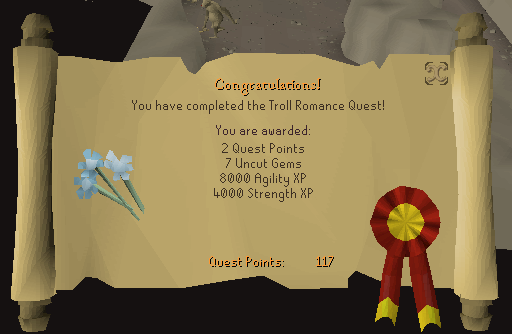 Congratulations!
You have completed the Troll Romance Quest!
You are awarded:
2 Quest Points
7 Uncut Gems
8000 Agility XP
4000 Strength XP
Quest Points: 117